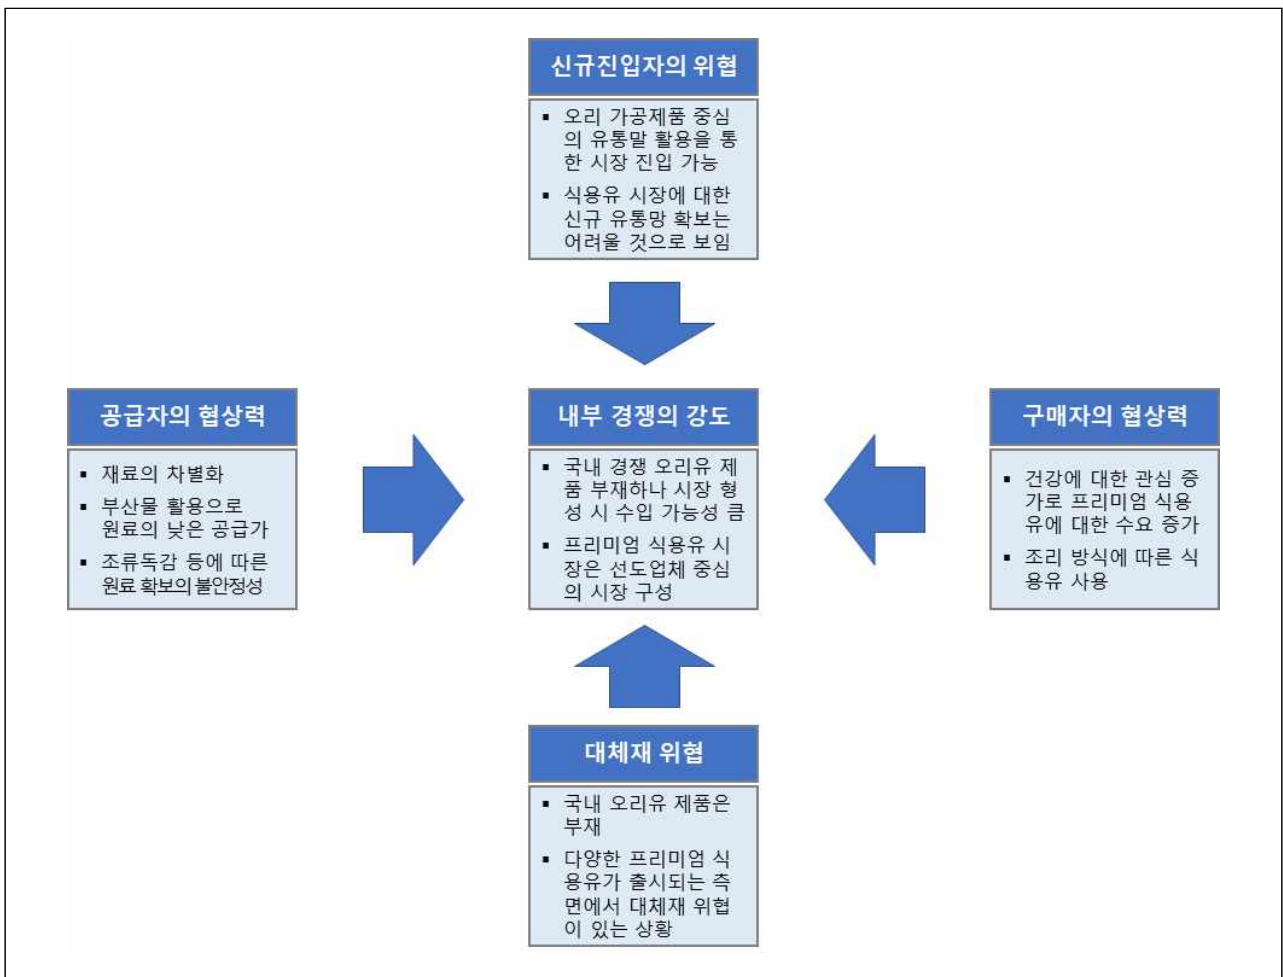 신규진입자의 위협
▪ 오리 가공제품 중심
의 유통말 활용을 통
한 시장 진입 가능
▪ 식용유 시장에 대한
신규 유통망 확보는
어려울 것으로 보임
공급자의 협상력
▪ 재료의 차별화
▪ 부산물 활용으로
원료의 낮은 공급가
▪ 조류독감 등에 따른
원료 확보의 불안정성
내부 경쟁의 강도
▪ 국내 경쟁 오리유 제
품 부재하나 시장 형
성 시 수입 가능성 큼
▪ 프리미엄 식용유 시
장은 선도업체 중심
의 시장 구성
구매자의 협상력
▪ 건강에 대한 관심 증
가로 프리미엄 식용
유에 대한 수요 증가
▪ 조리 방식에 따른 식
용유 사용
대체재 위협
▪ 국내 오리유 제품은
부재
▪ 다양한 프리미엄 식
용유가 출시되는 측
면에서 대체재 위협
이 있는 상황